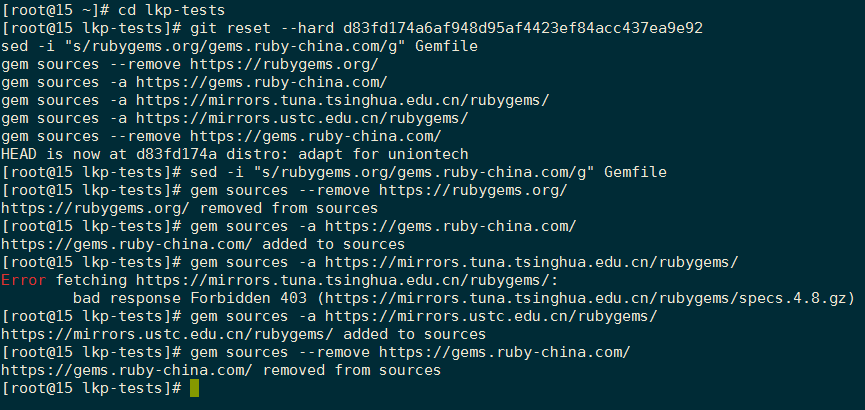 [root@15 ~]# cd lkp-tests
[root@15 lkp-tests]# git reset --hard d83fd174a6af948d95af4423ef84acc437ea9e92
sed -i "s/rubygems.org/gems.ruby-china.com/g" Gemfile
gem sources --remove https://rubygems.org/
gem sources -a https://gems.ruby-china.com/
gem sources -a https://mirrors.tuna.tsinghua.edu.cn/rubygems/
gem sources -a https://mirrors.ustc.edu.cn/rubygems/
gem sources --remove https://gems.ruby-china.com/
HEAD is now at d83fd174a distro: adapt for uniontech
[root@15 lkp-tests]# sed -i "s/rubygems.org/gems.ruby-china.com/g" Gemfile
[root@15 lkp-tests]# gem sources --remove https://rubygems.org/
https://rubygems.org/ removed from sources
[root@15 lkp-tests]# gem sources -a https://gems.ruby-china.com/
https://gems.ruby-china.com/ added to sources
[root@15 lkp-tests]# gem sources -a https://mirrors.tuna.tsinghua.edu.cn/rubygems/
Error fetching https://mirrors.tuna.tsinghua.edu.cn/rubygems/:
        bad response Forbidden 403 (https://mirrors.tuna.tsinghua.edu.cn/rubygems/specs.4.8.gz)
[root@15 lkp-tests]# gem sources -a https://mirrors.ustc.edu.cn/rubygems/
https://mirrors.ustc.edu.cn/rubygems/ added to sources
[root@15 lkp-tests]# gem sources --remove https://gems.ruby-china.com/
https://gems.ruby-china.com/ removed from sources
[root@15 lkp-tests]#